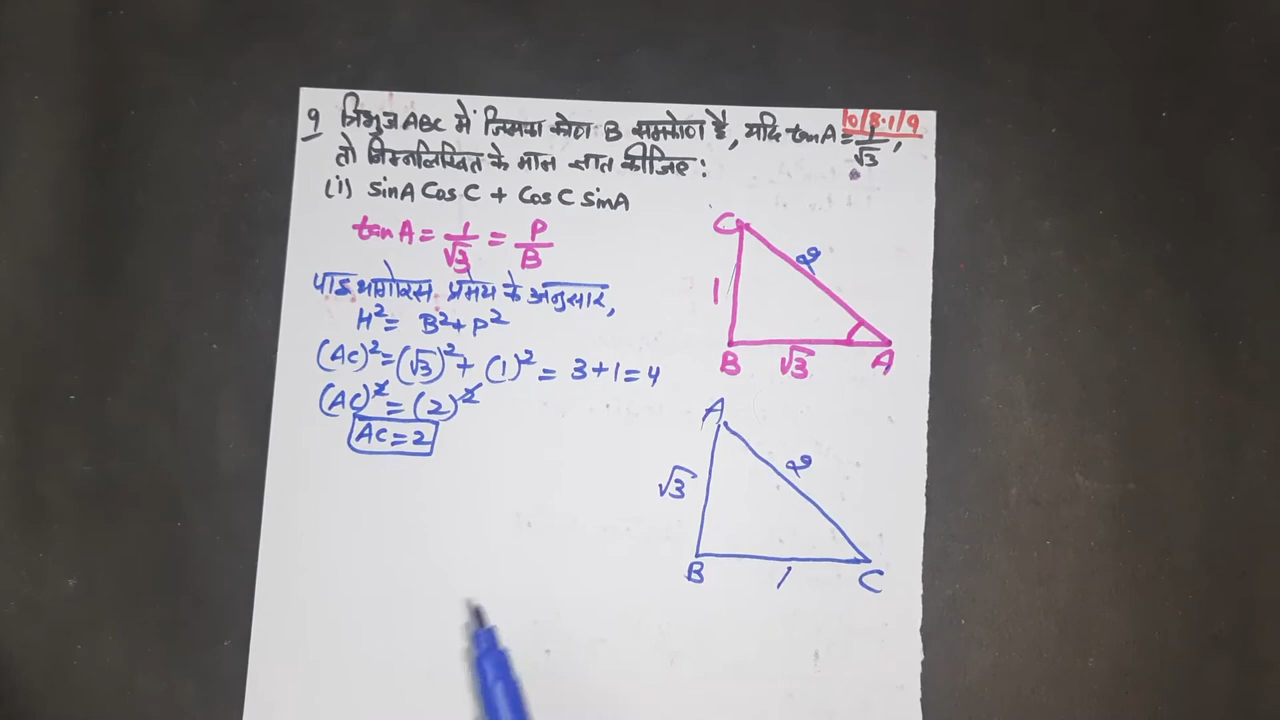 9 त्रिभुज ABC में जिसका कोण B समकोण है, यदि tanA = 1/√3,
10/8.1/9
तो निम्नलिखित के मान ज्ञात कीजिए:
(i) sinA Cos C + Cos C sinA
tanA = 1/√3 = P/B
पाइथागोरस प्रमेय के अनुसार,
H² = B² + P²
(AC)² = (√3)² + (1)² = 3+1 = 4
(AC)² = (2)²
AC = 2
C
2
1
B
√3
A
A
√3
2
B
1
C